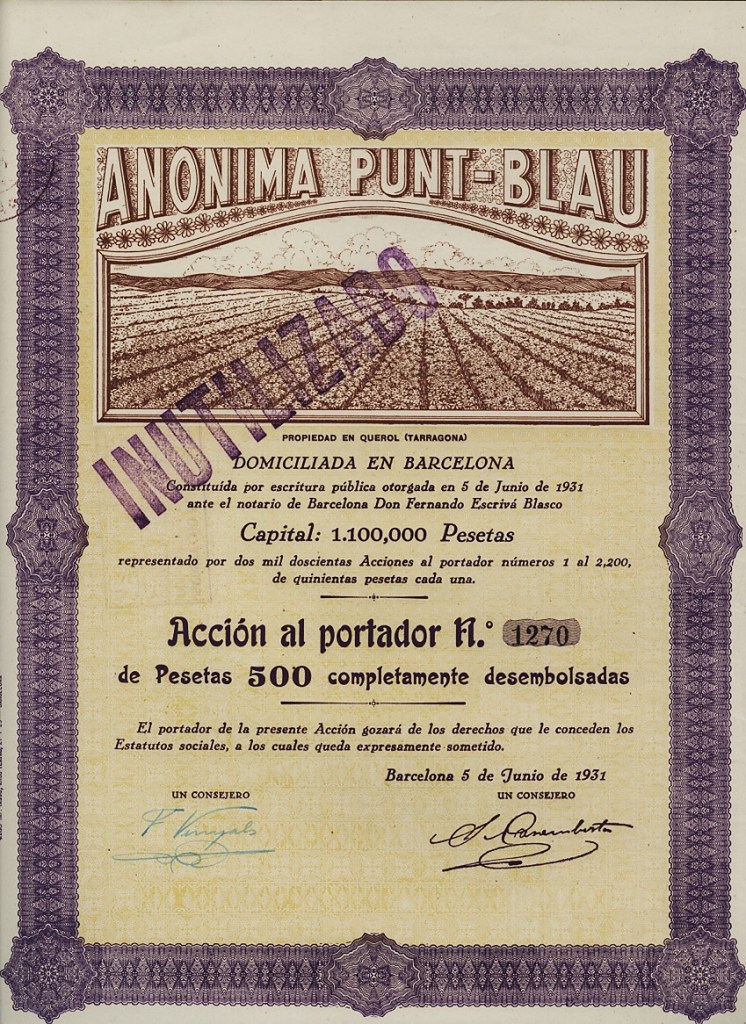 ANÓNIMA PUNT-BLAU
INUTILIZADO
PROPIEDAD EN QUEROL (TARRAGONA)
DOMICILIADA EN BARCELONA
Constituída por escritura pública otorgada en 5 de Junio de 1931
ante el notario de Barcelona Don Fernando Escrivá Blasco
Capital: 1.100,000 Pesetas
representado por dos mil doscientas Acciones al portador números 1 al 2,200,
de quinientas pesetas cada una.
Acción al portador N.° 1270
de Pesetas 500 completamente desembolsadas
El portador de la presente Acción gozará de los derechos que le conceden los
Estatutos sociales, a los cuales queda expresamente sometido.
Barcelona 5 de Junio de 1931
UN CONSEJERO
UN CONSEJERO